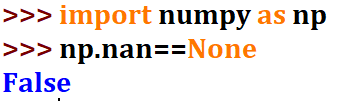 >>> import numpy as np
>>> np.nan==None
False